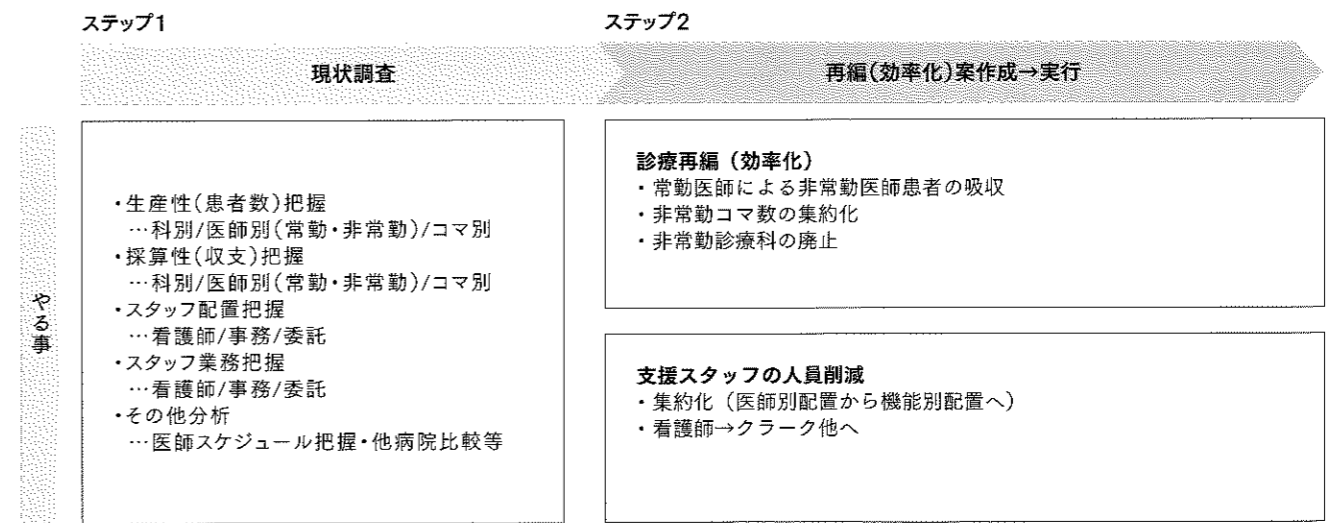 ステップ1
ステップ2
現状調査
再編(効率化)案作成→実行
やる事
・生産性(患者数)把握
…科別/医師別(常勤・非常勤)/コマ別
・採算性(収支)把握
…科別/医師別(常勤・非常勤)/コマ別
・スタッフ配置把握
…看護師/事務/委託
・スタッフ業務把握
…看護師/事務/委託
・その他分析
…医師スケジュール把握・他病院比較等
診療再編（効率化）
・常勤医師による非常勤医師患者の吸収
・非常勤コマ数の集約化
・非常勤診療科の廃止
支援スタッフの人員削減
・集約化（医師別配置から機能別配置へ）
・看護師→クラーク他へ